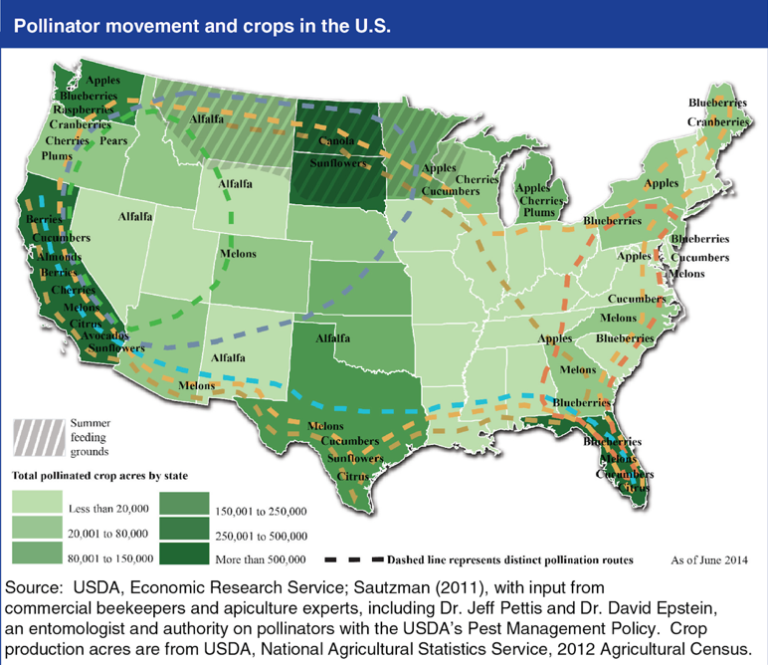 Pollinator movement and crops in the U.S.
Apples
Blueberries
Raspberries
Cranberries
Cherries Pears
Plums
Alfalfa
Canola
Sunflowers
Apples
Cherries
Cucumbers
Apples
Cherries
Plums
Blueberries
Cranberries
Apples
Blueberries
Alfalfa
Alfalfa
Melons
Berries
Cucumbers
Almonds
Berries
Cherries
Melons
Citrus
Avocados
Sunflowers
Blueberries
Apples
Cucumbers
Melons
Cucumbers
Melons
Apples
Blueberries
Melons
Blueberries
Alfalfa
Alfalfa
Melons
Melons
Cucumbers
Sunflowers
Citrus
Blueberries
Melons
Cucumbers
Citrus
Summer
feeding
grounds
Total pollinated crop acres by state
Less than 20,000
20,001 to 80,000
80,001 to 150,000
150,001 to 250,000
250,001 to 500,000
More than 500,000
Dashed line represents distinct pollination routes
As of June 2014
Source: USDA, Economic Research Service; Sautzman (2011), with input from
commercial beekeepers and apiculture experts, including Dr. Jeff Pettis and Dr. David Epstein,
an entomologist and authority on pollinators with the USDA's Pest Management Policy. Crop
production acres are from USDA, National Agricultural Statistics Service, 2012 Agricultural Census.